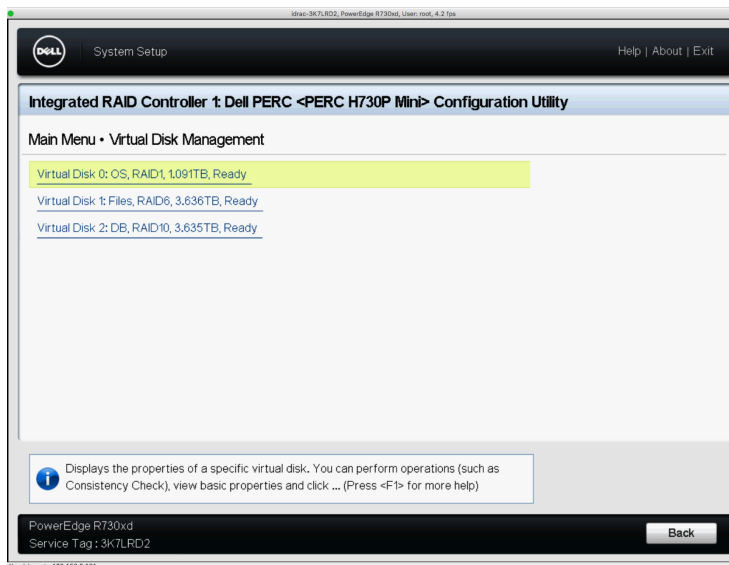 idrac-3K7LRD2, PowerEdge R730xd, User: root, 4.2 fps
DELL
System Setup
Help | About | Exit
Integrated RAID Controller 1: Dell PERC <PERC H730P Mini> Configuration Utility
Main Menu • Virtual Disk Management
Virtual Disk 0: OS, RAID1, 1.091TB, Ready
Virtual Disk 1: Files, RAID6, 3.636TB, Ready
Virtual Disk 2: DB, RAID10, 3.635TB, Ready
Displays the properties of a specific virtual disk. You can perform operations (such as
Consistency Check), view basic properties and click ... (Press <F1> for more help)
PowerEdge R730xd
Service Tag : 3K7LRD2
Back